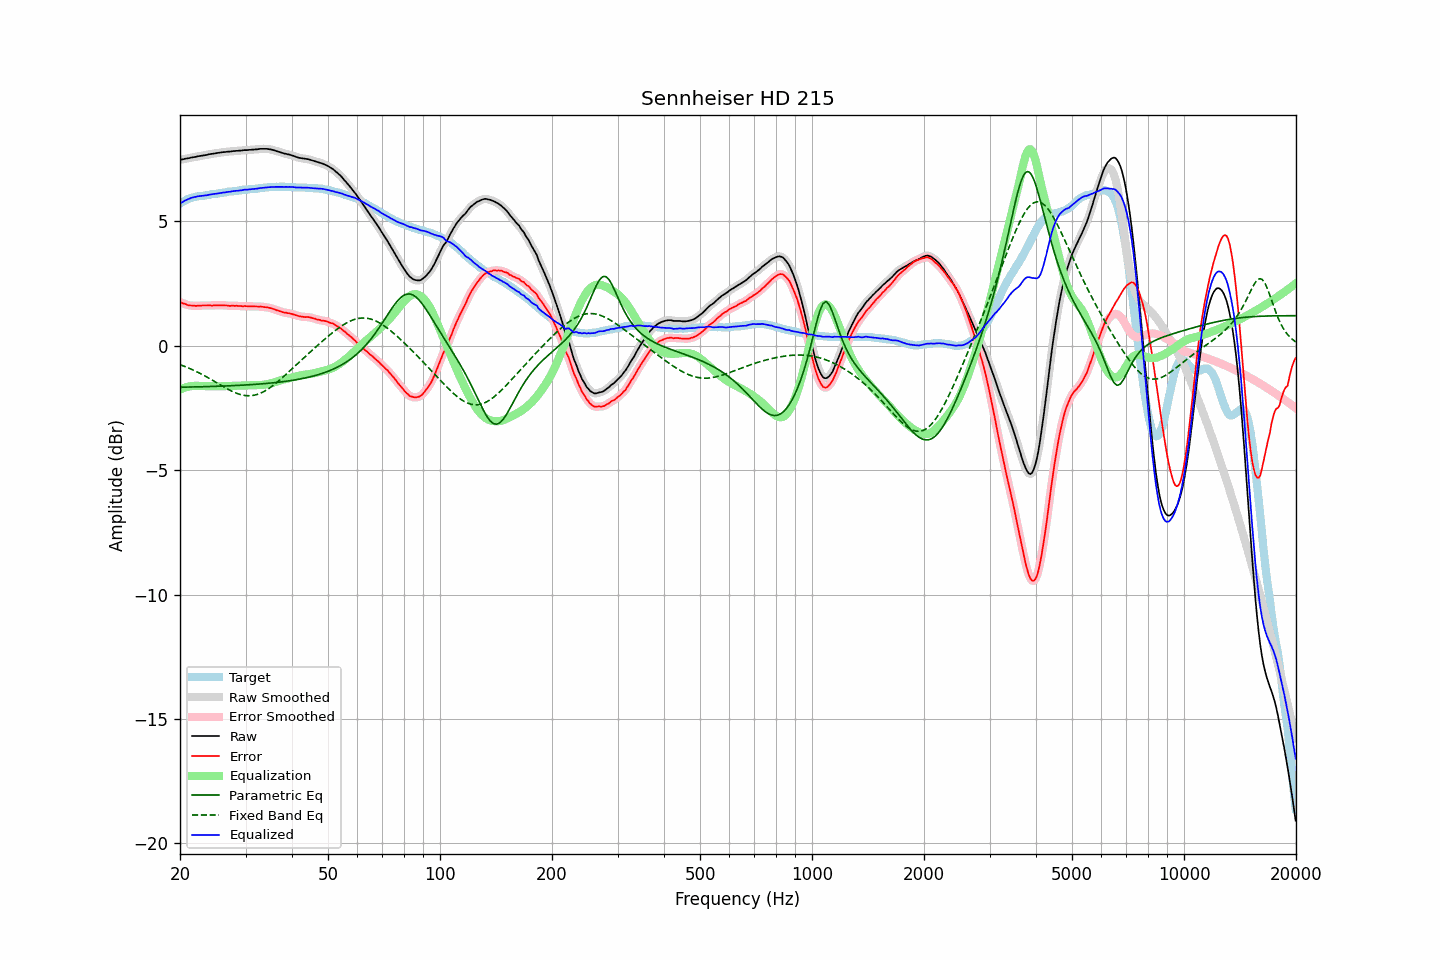 Sennheiser HD 215
Amplitude (dBr)
5
0
−5
−10
−15
−20
Target
Raw Smoothed
Error Smoothed
Raw
Error
Equalization
Parametric Eq
Fixed Band Eq
Equalized
20 50 100 200 500 1000 2000 5000 10000 20000
Frequency (Hz)